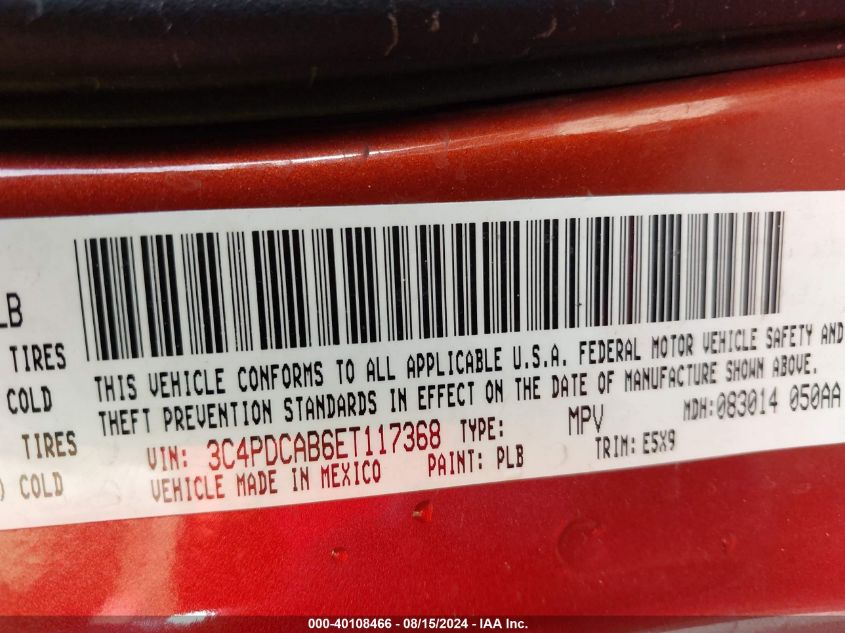 LB
TIRES
COLD
TIRES
) COLD
THIS VEHICLE CONFORMS TO ALL APPLICABLE U.S.A. FEDERAL MOTOR VEHICLE SAFETY AND
THEFT PREVENTION STANDARDS IN EFFECT ON THE DATE OF MANUFACTURE SHOWN ABOVE.
VIN: 3C4PDCAB6ET117368 TYPE: MPV MDH:083014 050AA
VEHICLE MADE IN MEXICO PAINT: PLB TRIM: E5X9
000-40108466 - 08/15/2024 - IAA Inc.